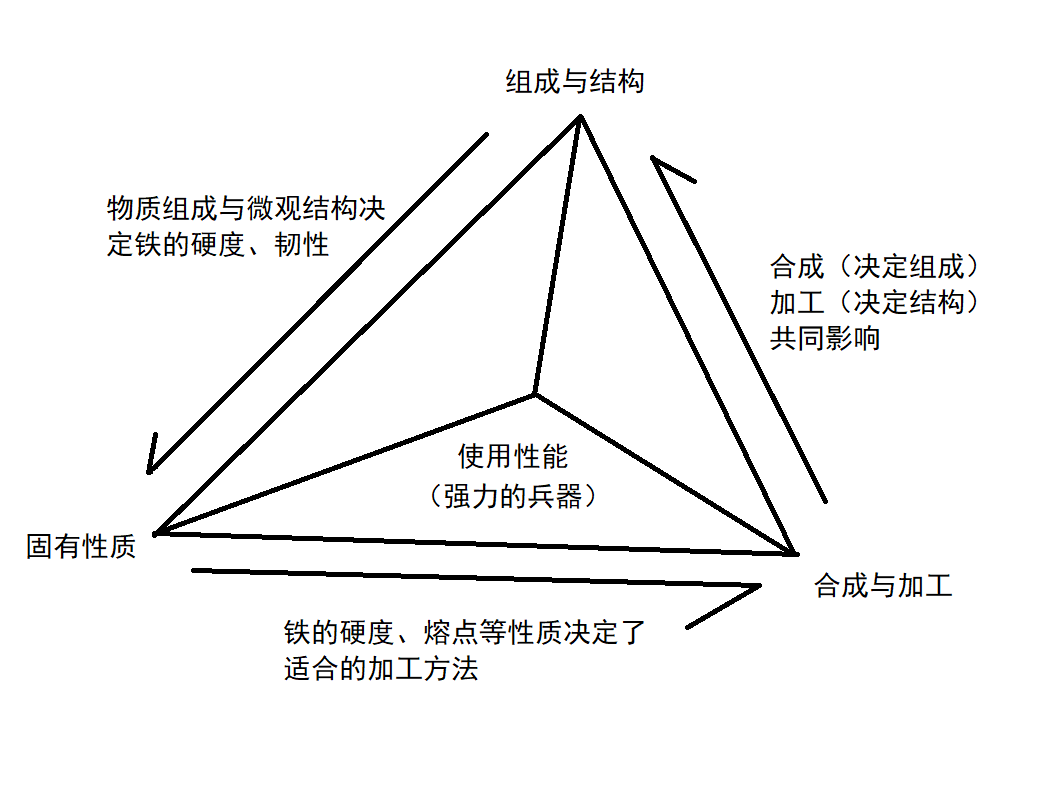 组成与结构
物质组成与微观结构决
定铁的硬度、韧性
合成（决定组成）
加工（决定结构）
共同影响
使用性能
（强力的兵器）
固有性质
合成与加工
铁的硬度、熔点等性质决定了
适合的加工方法